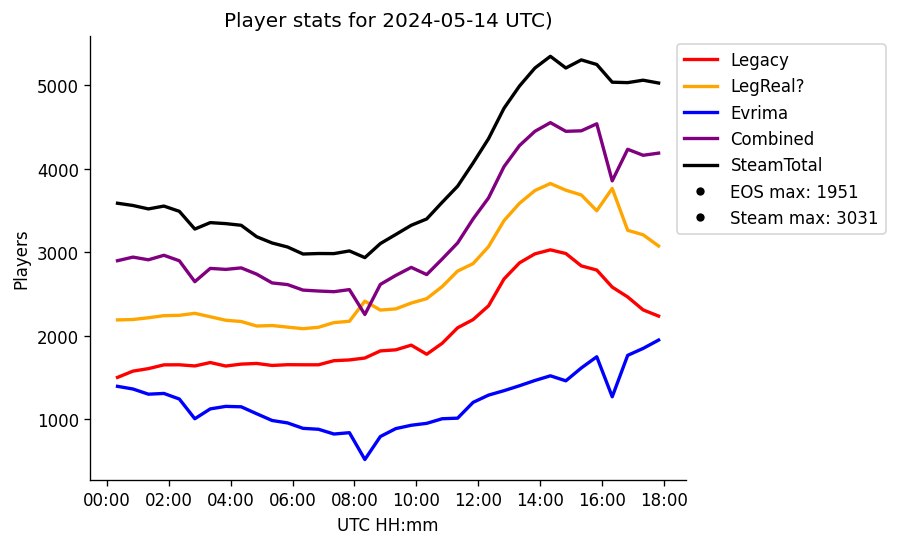 Player stats for 2024-05-14 UTC)
Legacy
LegReal?
Evrima
Combined
SteamTotal
EOS max: 1951
Steam max: 3031
Players
5000
4000
3000
2000
1000
00:00 02:00 04:00 06:00 08:00 10:00 12:00 14:00 16:00 18:00
UTC HH:mm